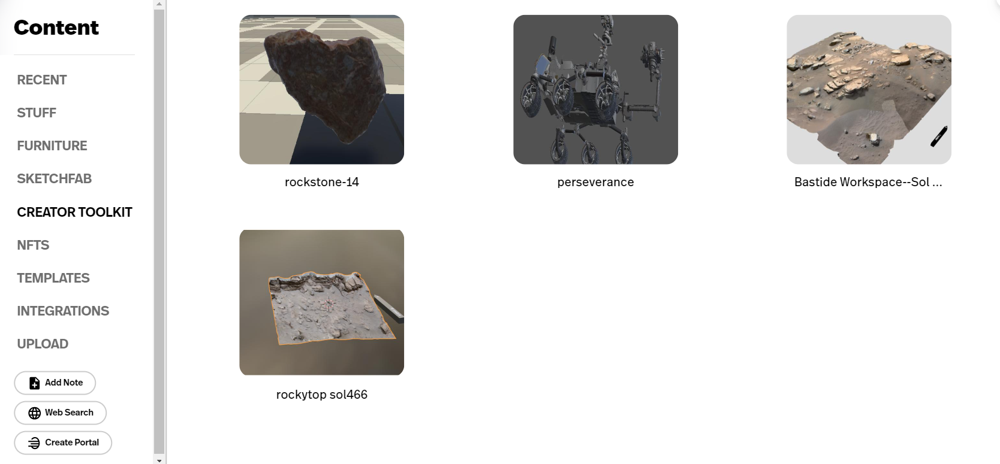 Content
RECENT
STUFF
FURNITURE
SKETCHFAB
CREATOR TOOLKIT
NFTS
TEMPLATES
INTEGRATIONS
UPLOAD
Add Note
Web Search
Create Portal
rockstone-14
perseverance
Bastide Workspace--Sol ...
rockytop sol466